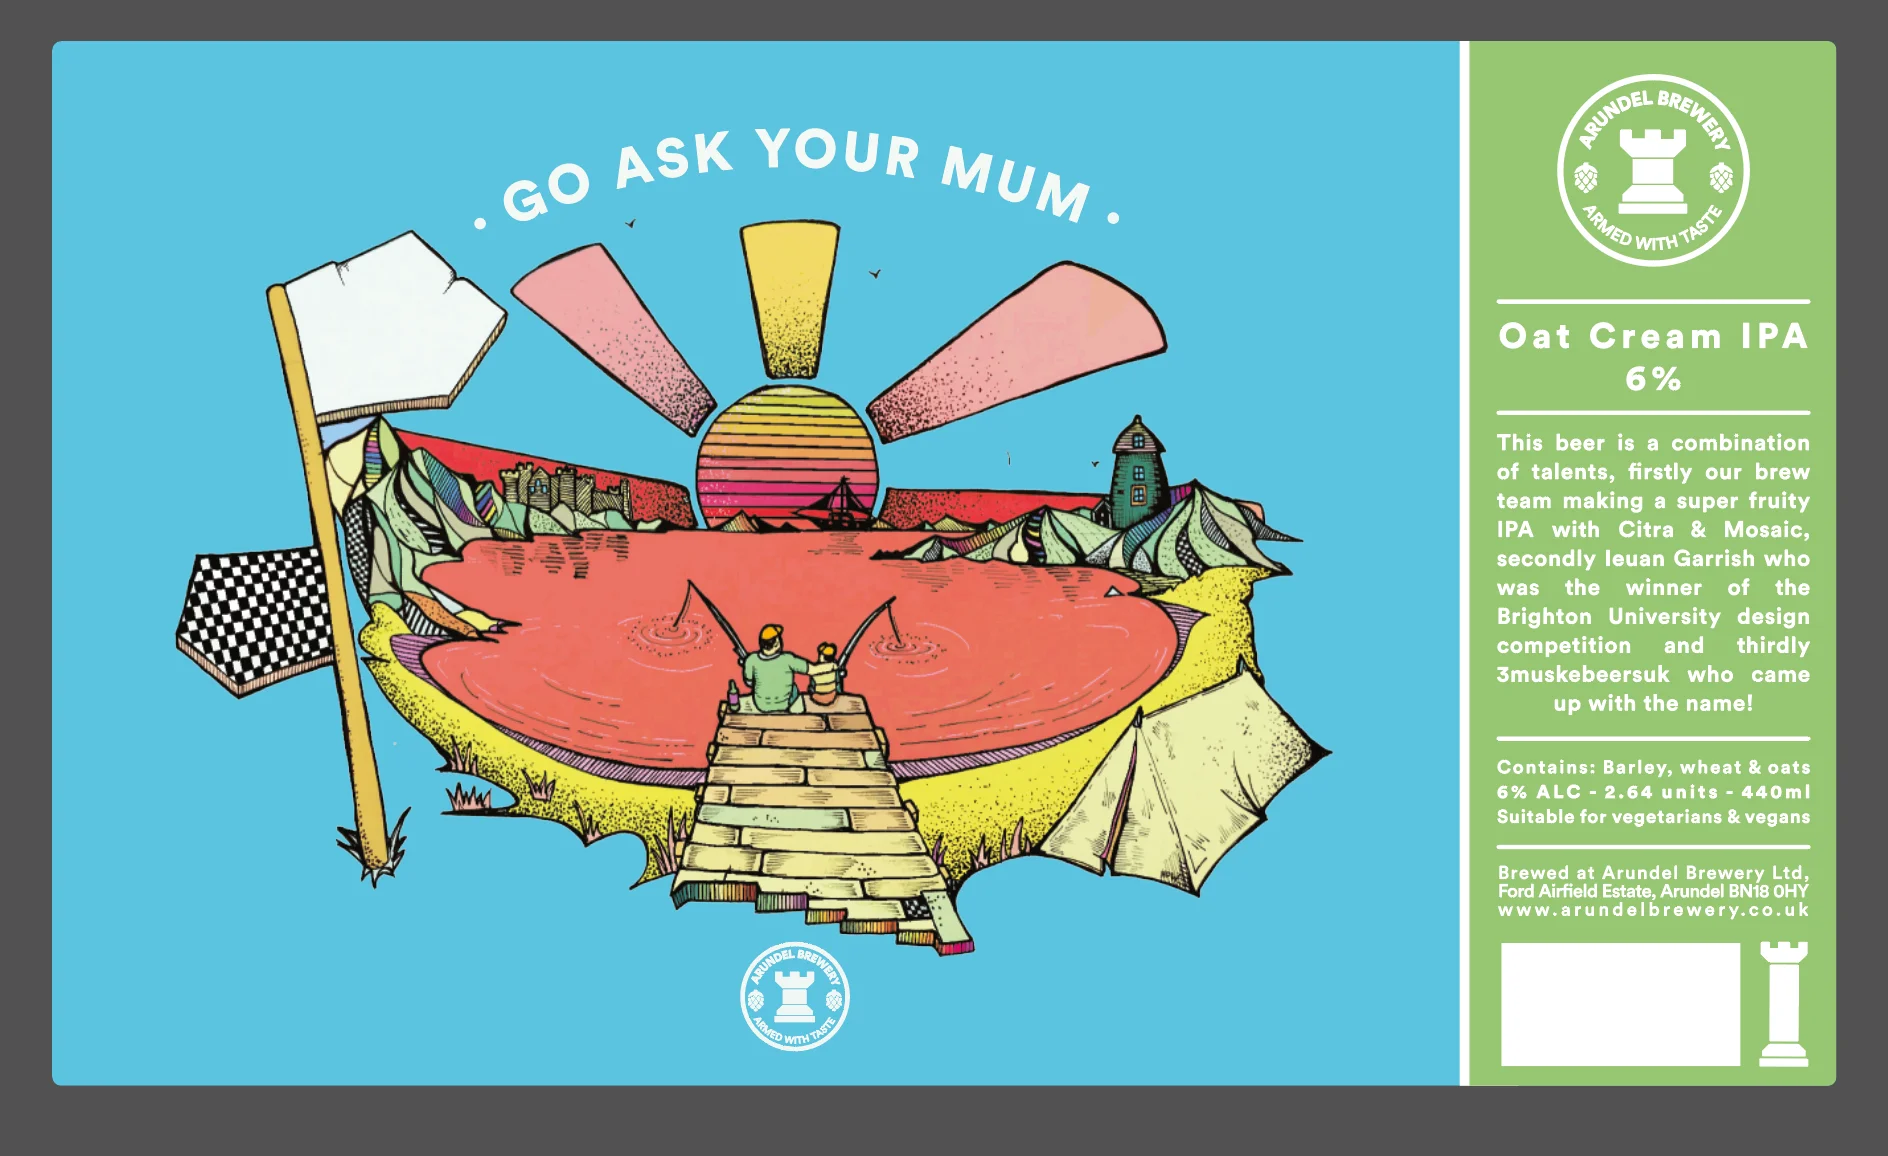 · GO ASK YOUR MUM ·
ARUNDEL BREWERY
ARMED WITH TASTE
ARUNDEL BREWERY
ARMED WITH TASTE
Oat Cream IPA
6%
This beer is a combination
of talents, firstly our brew
team making a super fruity
IPA with Citra & Mosaic,
secondly Ieuan Garrish who
was the winner of the
Brighton University design
competition and thirdly
3muskebeersuk who came
up with the name!
Contains: Barley, wheat & oats
6% ALC - 2.64 units - 440ml
Suitable for vegetarians & vegans
Brewed at Arundel Brewery Ltd,
Ford Airfield Estate, Arundel BN18 0HY
www.arundelbrewery.co.uk